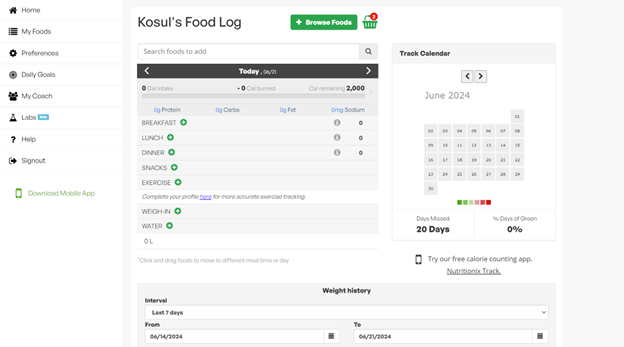 Home
My Foods
Preferences
Daily Goals
My Coach
Labs beta
Help
Signout
Download Mobile App
Kosul's Food Log
+ Browse Foods
2
Search foods to add
Today , 06/21
0 Cal intake - 0 Cal burned Cal remaining 2,000
0g Protein 0g Carbs 0g Fat 0mg Sodium
BREAKFAST 0
LUNCH 0
DINNER 0
SNACKS
EXERCISE
Complete your profile here for more accurate exercise tracking.
WEIGH-IN
WATER
0 L
*Click and drag foods to move to different meal time or day
Track Calendar
June 2024
01
02 03 04 05 06 07 08
09 10 11 12 13 14 15
16 17 18 19 20 21 22
23 24 25 26 27 28 29
30
Days Missed % Days of Green
20 Days 0%
Try our free calorie counting app.
Nutritionix Track.
Weight history
Interval
Last 7 days
From To
06/14/2024 06/21/2024